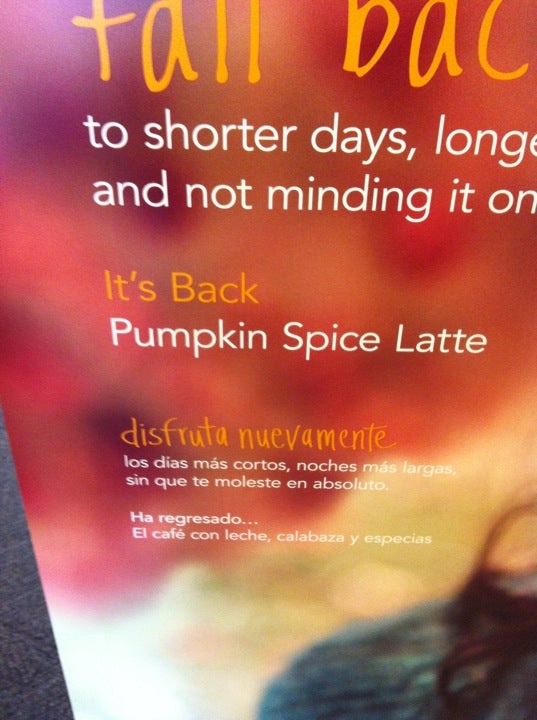 fall bac
to shorter days, longe
and not minding it on
It's Back
Pumpkin Spice Latte
disfruta nuevamente
los días más cortos, noches más largas,
sin que te moleste en absoluto.
Ha regresado...
El café con leche, calabaza y especias